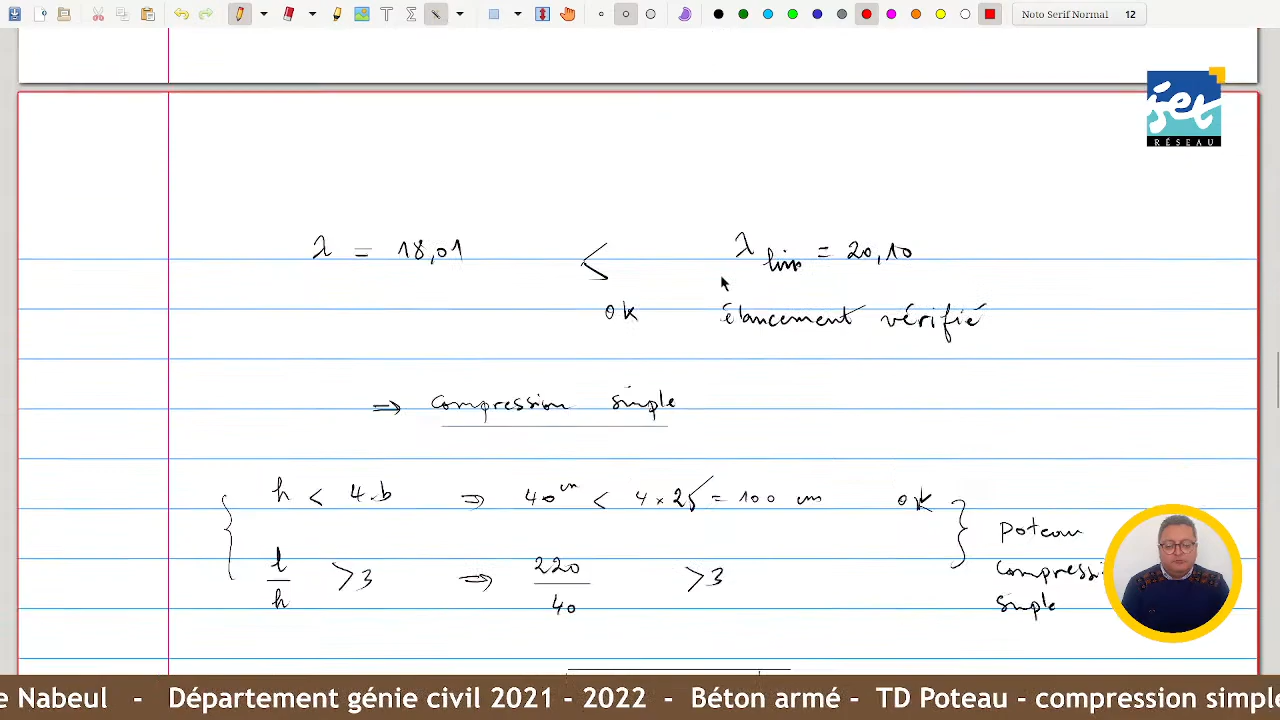 Noto Serif Normal 12
iset
RÉSEAU
λ = 18,01 < λ lim = 20,10
ok élancement vérifié
⇒ compression simple
h < 4.b ⇒ 40 cm < 4 × 25 = 100 cm ok
l/h > 3 ⇒ 220/40 > 3
poteau
compressi
simple
e Nabeul - Département génie civil 2021 - 2022 - Béton armé - TD Poteau - compression simple